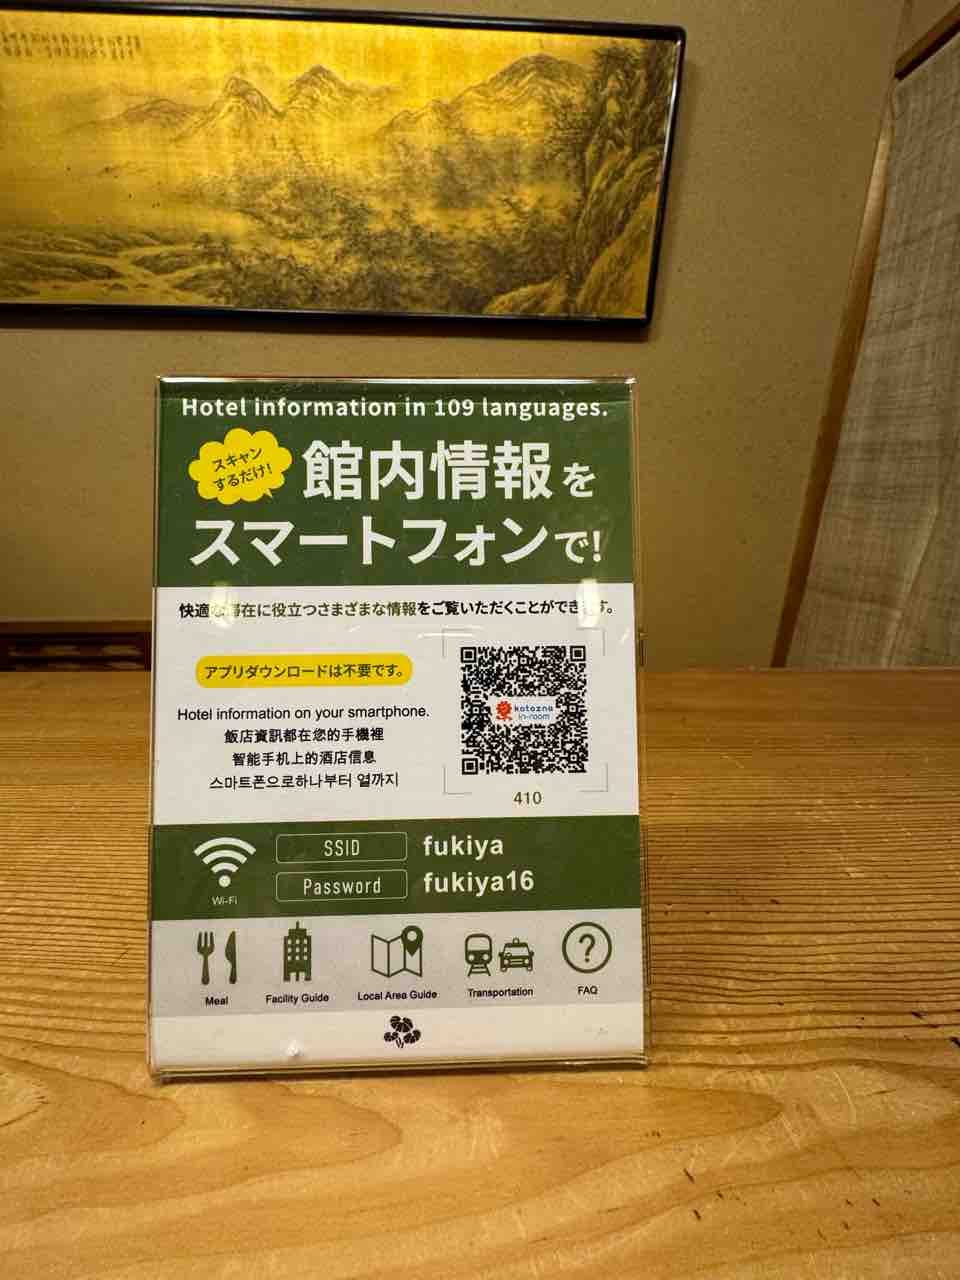 Hotel information in 109 languages.
スキャン
するだけ!
館内情報を
スマートフォンで!
快適な滞在に役立つさまざまな情報をご覧いただくことができます。
アプリダウンロードは不要です。
Hotel information on your smartphone.
飯店資訊都在您的手機裡
智能手机上的酒店信息
스마트폰으로하나부터 열까지
kotozna
in-room
410
Wi-Fi
SSID fukiya
Password fukiya16
Meal
Facility Guide
Local Area Guide
Transportation
FAQ